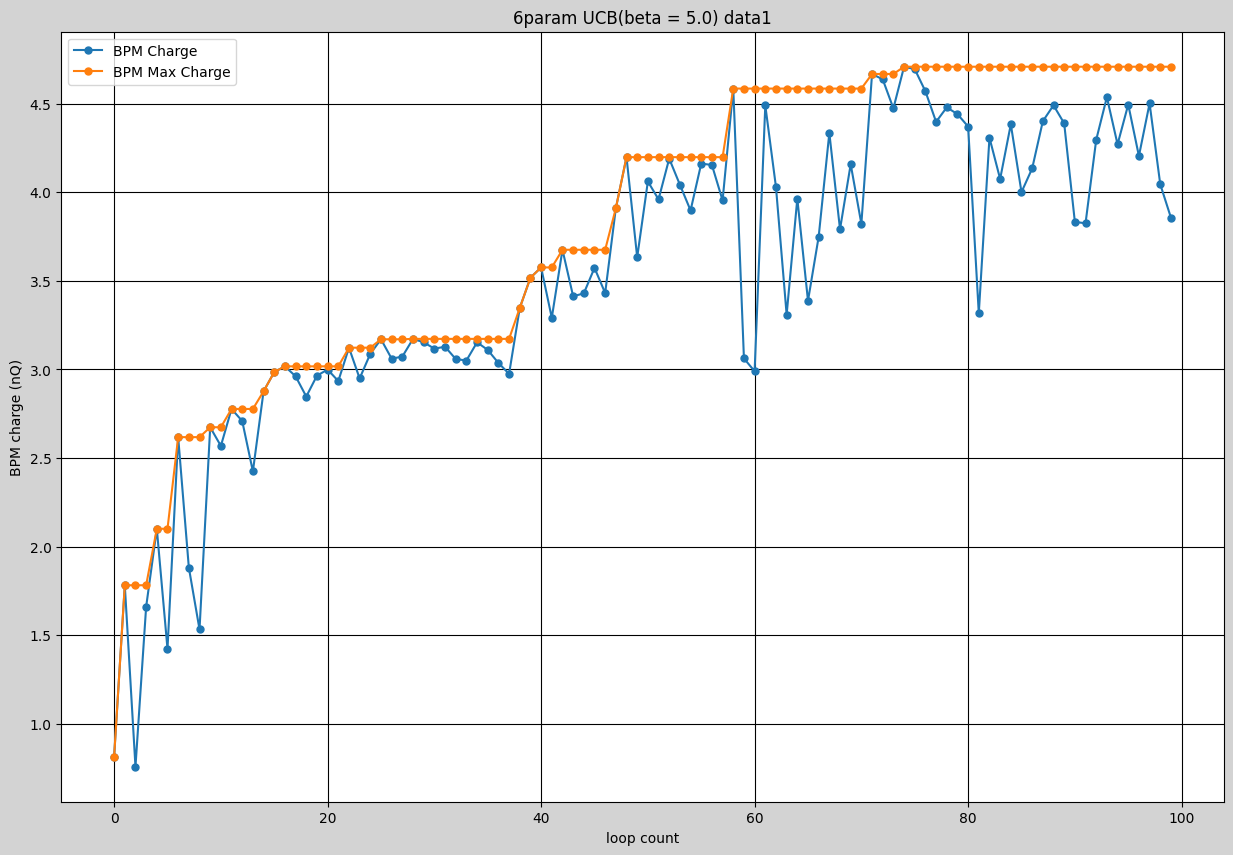 6param UCB(beta = 5.0) data1
BPM Charge
BPM Max Charge
4.5
4.0
3.5
3.0
2.5
2.0
1.5
1.0
BPM charge (nQ)
0 20 40 60 80 100
loop count